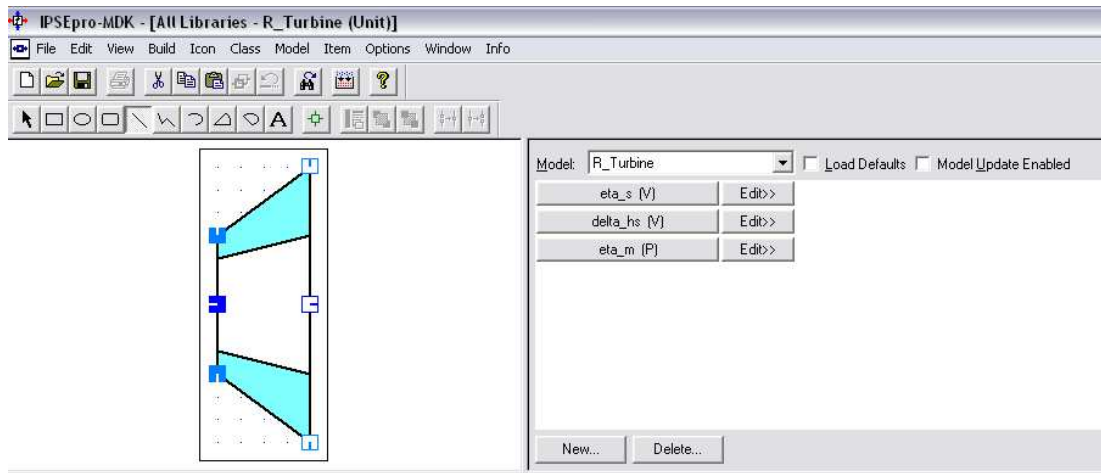 IPSEpro-MDK - [All Libraries - R_Turbine (Unit)]
File Edit View Build Icon Class Model Item Options Window Info
A
Model: R_Turbine Load Defaults Model Update Enabled
eta_s (V) Edit>>
delta_hs (V) Edit>>
eta_m (P) Edit>>
New... Delete...